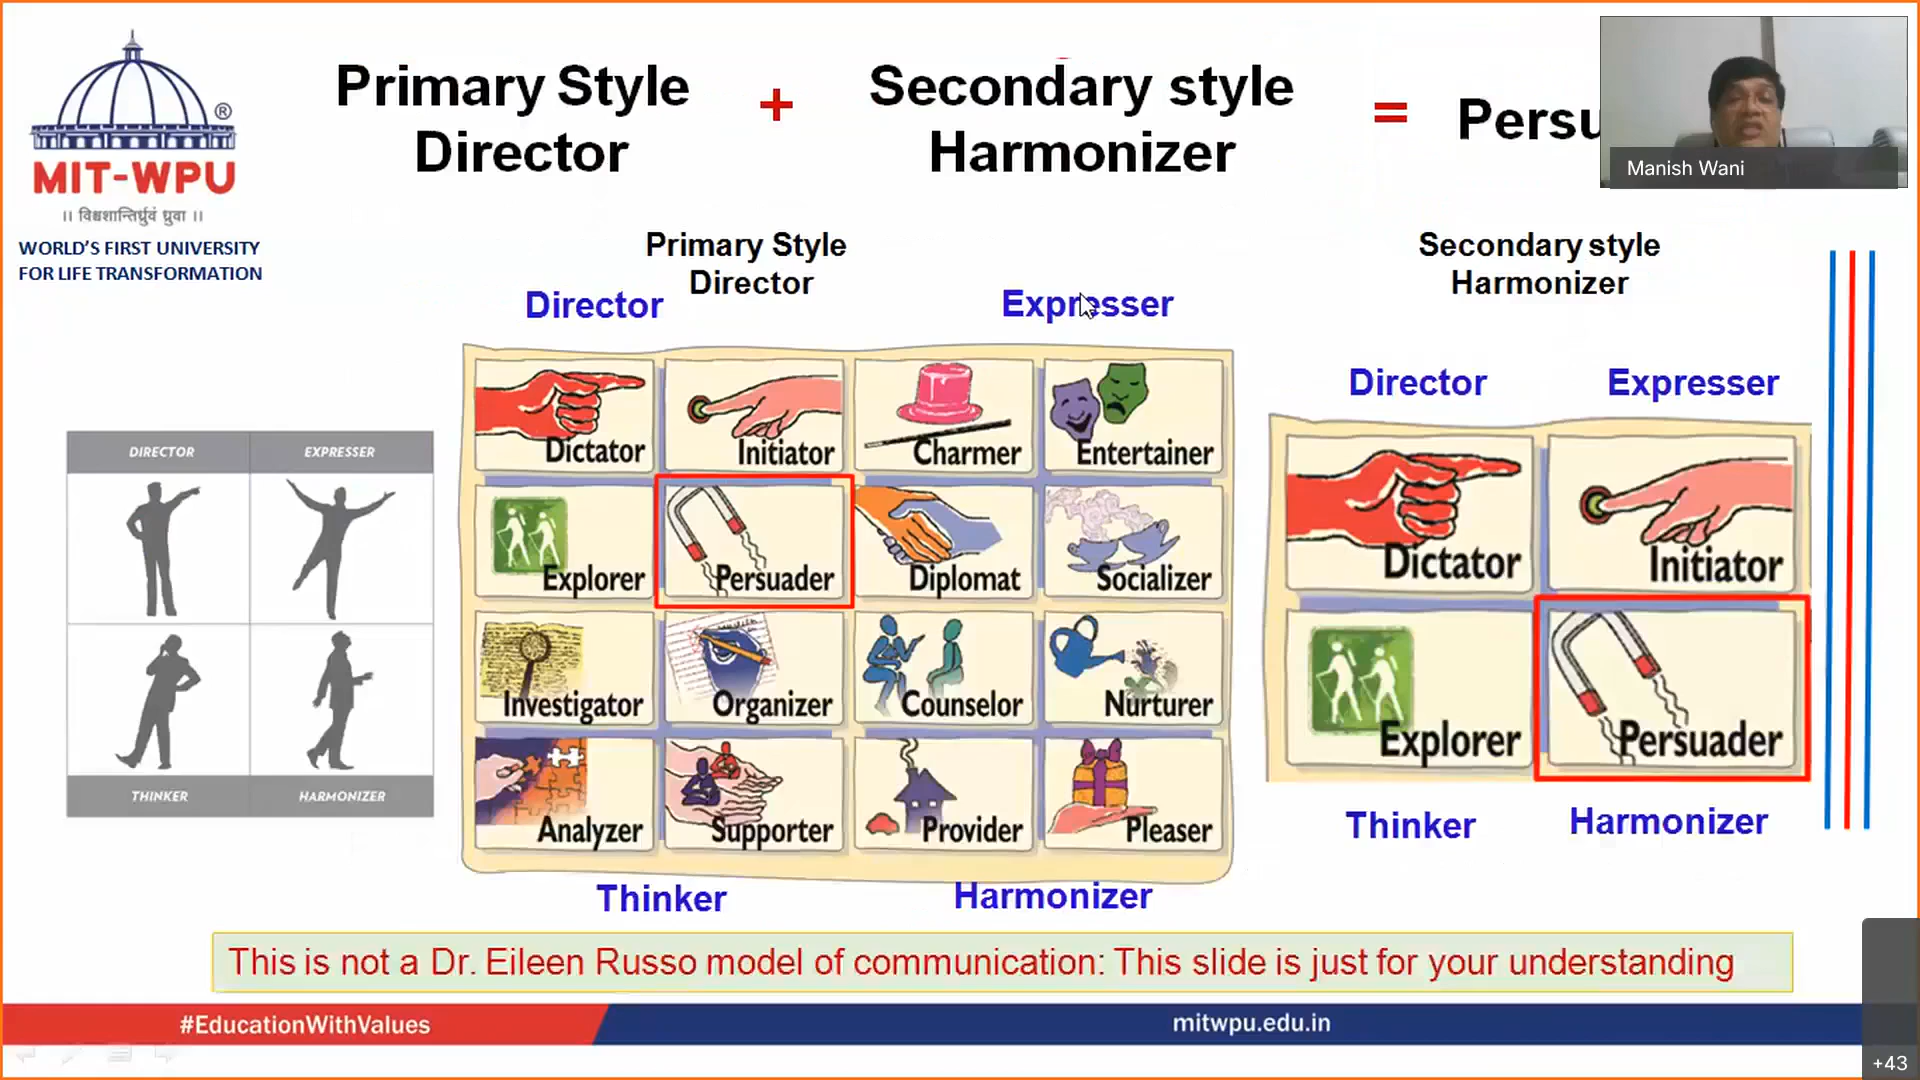 Primary Style
Director
+
Secondary style
Harmonizer
=
Manish Wani
®
MIT-WPU
।। विश्वशान्तिर्ध्रुवं ध्रुवा ।।
WORLD'S FIRST UNIVERSITY
FOR LIFE TRANSFORMATION
Primary Style
Director
Secondary style
Harmonizer
Director
Expresser
DIRECTOR
EXPRESSER
THINKER
HARMONIZER
Dictator
Initiator
Charmer
Entertainer
Explorer
Persuader
Diplomat
Socializer
Investigator
Organizer
Counselor
Nurturer
Analyzer
Supporter
Provider
Pleaser
Thinker
Harmonizer
Director
Expresser
Dictator
Initiator
Explorer
Persuader
Thinker
Harmonizer
This is not a Dr. Eileen Russo model of communication: This slide is just for your understanding
#EducationWithValues
mitwpu.edu.in
+43